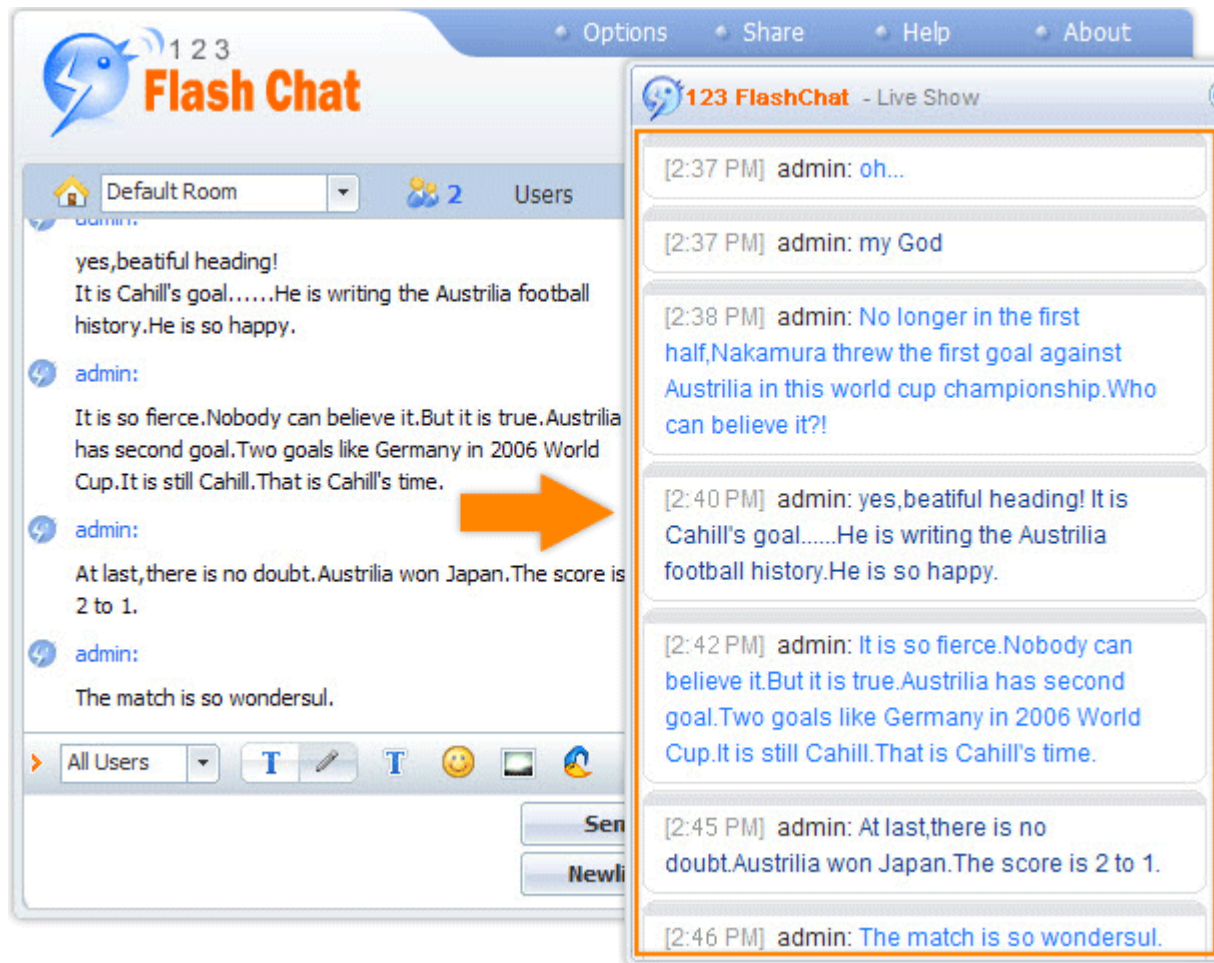 123
Flash Chat
Options
Share
Help
About
Default Room
2
Users
admin:
yes,beatiful heading!
It is Cahill's goal......He is writing the Austrilia football
history.He is so happy.
admin:
It is so fierce.Nobody can believe it.But it is true.Austrilia
has second goal.Two goals like Germany in 2006 World
Cup.It is still Cahill.That is Cahill's time.
admin:
At last,there is no doubt.Austrilia won Japan.The score is
2 to 1.
admin:
The match is so wondersul.
All Users
T
T
Sen
Newli
123 FlashChat - Live Show
[2:37 PM] admin: oh...
[2:37 PM] admin: my God
[2:38 PM] admin: No longer in the first
half,Nakamura threw the first goal against
Austrilia in this world cup championship.Who
can believe it?!
[2:40 PM] admin: yes,beatiful heading! It is
Cahill's goal......He is writing the Austrilia
football history.He is so happy.
[2:42 PM] admin: It is so fierce.Nobody can
believe it.But it is true.Austrilia has second
goal.Two goals like Germany in 2006 World
Cup.It is still Cahill.That is Cahill's time.
[2:45 PM] admin: At last,there is no
doubt.Austrilia won Japan.The score is 2 to 1.
[2:46 PM] admin: The match is so wondersul.